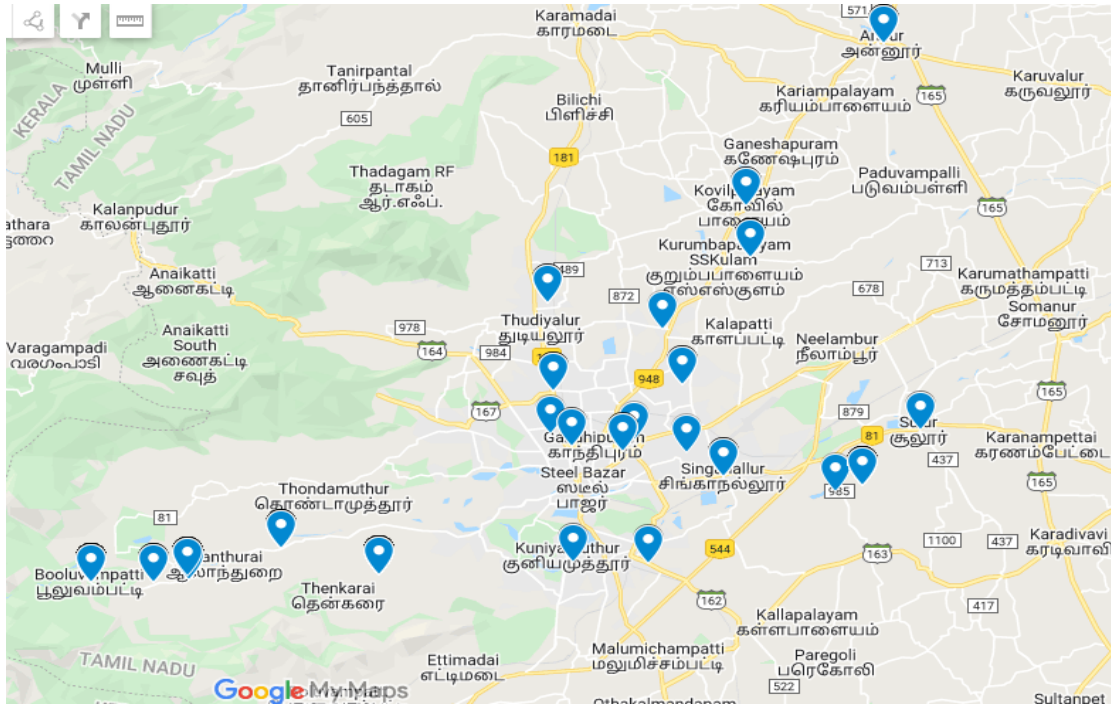 Karamadai
காரமடை
571
அன்னூர்
Mulli
முள்ளி
Tanirpantal
தானிர்பந்த்தால்
Karuvalur
கருவலூர்
Kariampalayam
கரியம்பாளையம்
165
Bilichi
பிளிச்சி
KERALA
TAMIL NADU
605
181
Ganeshapuram
கணேஷபுரம்
Thadagam RF
தடாகம்
ஆர்.எஃப்.
Paduvampalli
படுவம்பள்ளி
Kalanpudur
காலன்புதூர்
கோவில்
165
Kurumbapalayam
SSKulam
குறும்பபாளையம்
எஸ்எஸ்குளம்
713
Anaikatti
ஆனைகட்டி
489
872
678
Karumathampatti
கருமத்தம்பட்டி
Somanur
சோமனூர்
Thudiyalur
துடியலூர்
Kalapatti
காளப்பட்டி
978
164
984
Anaikatti
South
அணைகட்டி
சவுத்
Varagampadi
Neelambur
நீலாம்பூர்
948
165
167
879
81
சூலூர்
Karanampettai
கரணம்பேட்டை
காந்திபுரம்
Steel Bazar
ஸ்டீல்
பாஜர்
சிங்காநல்லூர்
437
985
165
Thondamuthur
தொண்டாமுத்தூர்
81
Booluvampatti
பூலுவம்பட்டி
ஆலாந்துறை
Thenkarai
தென்கரை
குனியமுத்தூர்
544
163
1100
437
Karadivavi
162
417
Kallapalayam
கள்ளபாளையம்
TAMIL NADU
Ettimadai
எட்டிமடை
Malumichampatti
மலுமிச்சம்பட்டி
Paregoli
பரெகோலி
522
Google My Maps
Othakalmandapam
Sultanpet